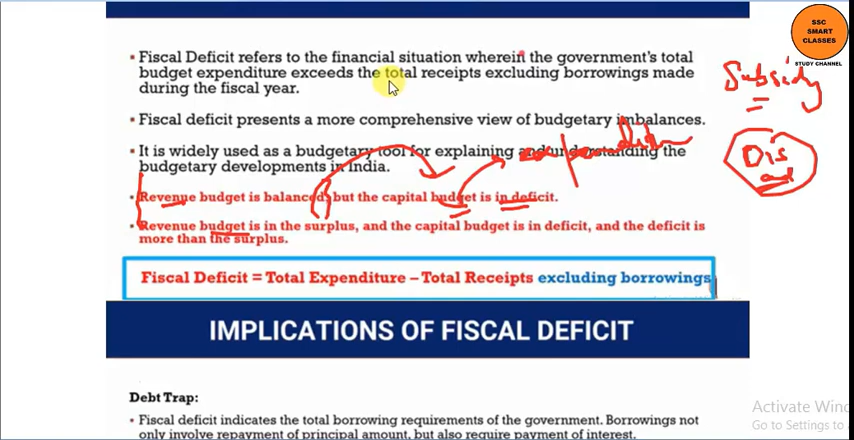 SSC
SMART
CLASSES
STUDY CHANNEL
▪ Fiscal Deficit refers to the financial situation wherein the government's total
budget expenditure exceeds the total receipts excluding borrowings made
during the fiscal year.
▪ Fiscal deficit presents a more comprehensive view of budgetary imbalances.
▪ It is widely used as a budgetary tool for explaining and understanding the
budgetary developments in India.
▪ Revenue budget is balanced, but the capital budget is in deficit.
▪ Revenue budget is in the surplus, and the capital budget is in deficit, and the deficit is
more than the surplus.
Fiscal Deficit = Total Expenditure – Total Receipts excluding borrowings
Subsidy
Dis
IMPLICATIONS OF FISCAL DEFICIT
Debt Trap:
▪ Fiscal deficit indicates the total borrowing requirements of the government. Borrowings not
only involve repayment of principal amount, but also require payment of interest.
Activate Wind
Go to Settings to